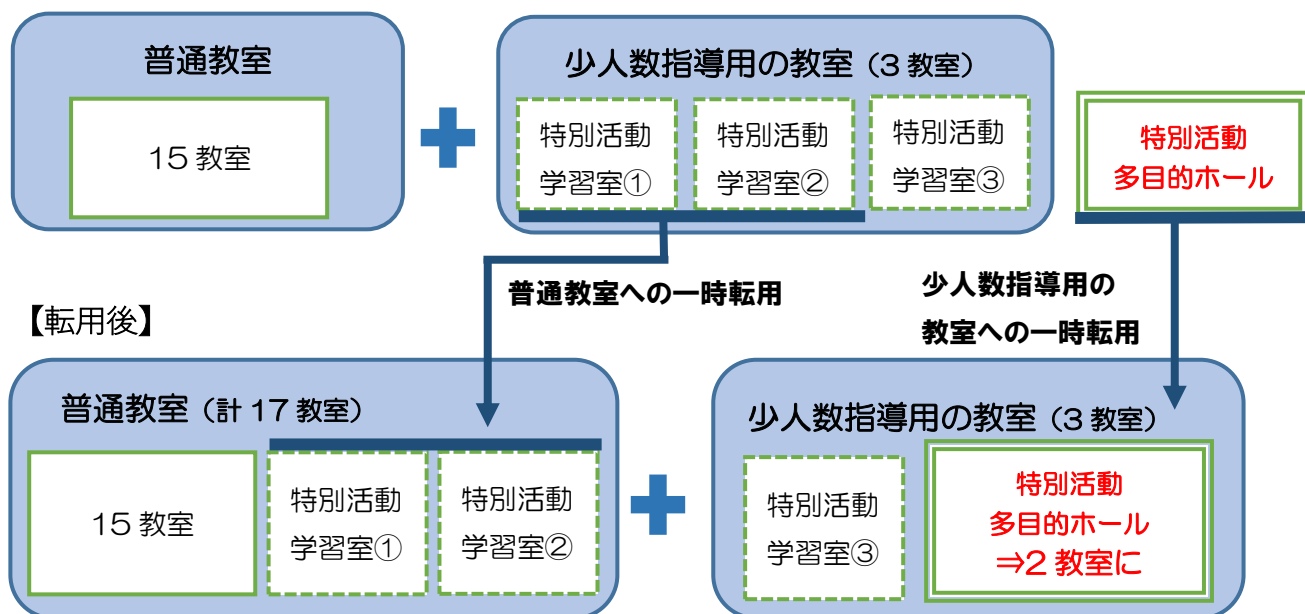 普通教室
15 教室
少人数指導用の教室（3 教室）
特別活動
学習室①
特別活動
学習室②
特別活動
学習室③
特別活動
多目的ホール
普通教室への一時転用
少人数指導用の
教室への一時転用
【転用後】
普通教室（計 17 教室）
15 教室
特別活動
学習室①
特別活動
学習室②
少人数指導用の教室（3 教室）
特別活動
学習室③
特別活動
多目的ホール
⇒2 教室に